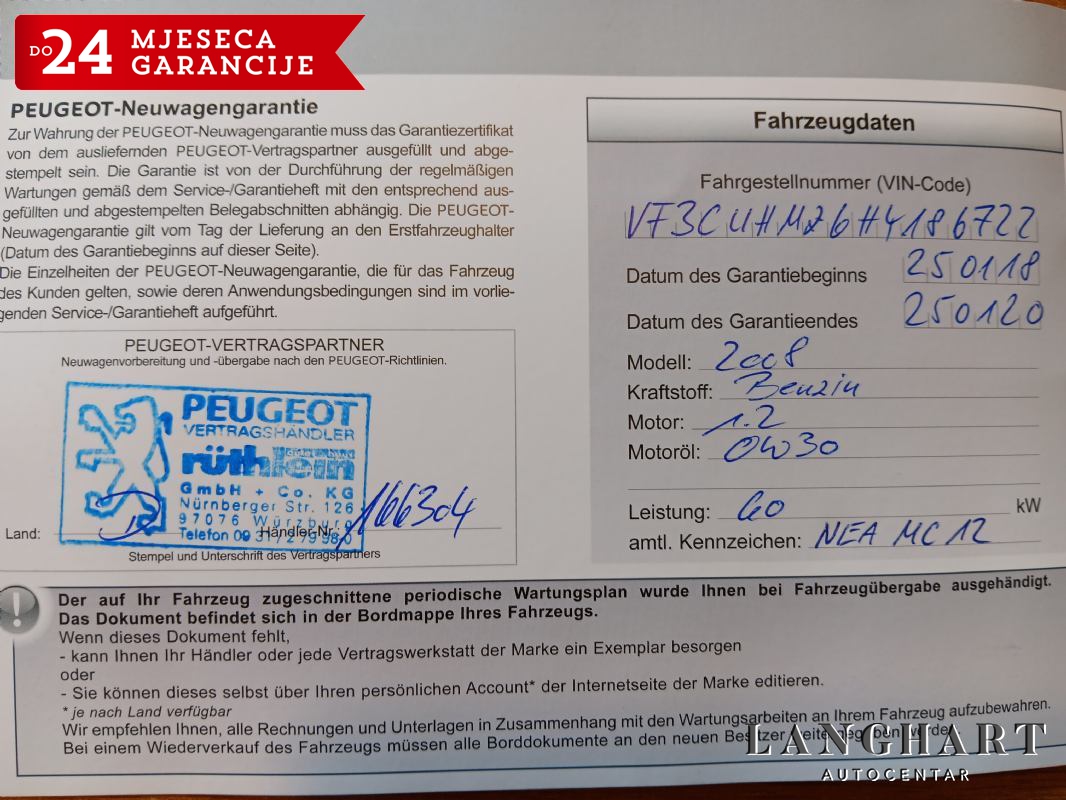 DO 24 MJESECA
GARANCIJE
PEUGEOT-Neuwagengarantie
Zur Wahrung der PEUGEOT-Neuwagengarantie muss das Garantiezertifikat
von dem ausliefernden PEUGEOT-Vertragspartner ausgefüllt und abge-
stempelt sein. Die Garantie ist von der Durchführung der regelmäßigen
Wartungen gemäß dem Service-/Garantieheft mit den entsprechend aus-
gefüllten und abgestempelten Belegabschnitten abhängig. Die PEUGEOT-
Neuwagengarantie gilt vom Tag der Lieferung an den Erstfahrzeughalter
(Datum des Garantiebeginns auf dieser Seite).
Die Einzelheiten der PEUGEOT-Neuwagengarantie, die für das Fahrzeug
des Kunden gelten, sowie deren Anwendungsbedingungen sind im vorlie-
genden Service-/Garantieheft aufgeführt.
PEUGEOT-VERTRAGSPARTNER
Neuwagenvorbereitung und -übergabe nach den PEUGEOT-Richtlinien.
PEUGEOT
VERTRAGSHÄNDLER
rüthlein
GmbH + Co. KG
Nürnberger Str. 126
97076 Würzburg
Telefon
Land:
Händler-Nr. 166304
Stempel und Unterschrift des Vertragspartners
Fahrzeugdaten
Fahrgestellnummer (VIN-Code)
VF3CUHMZ6HY186722
Datum des Garantiebeginns 250118
Datum des Garantieendes 250120
Modell: 2008
Kraftstoff: Benzin
Motor: 1.2
Motoröl: 0W30
Leistung: 60 kW
amtl. Kennzeichen: NEA MC 12
Der auf Ihr Fahrzeug zugeschnittene periodische Wartungsplan wurde Ihnen bei Fahrzeugübergabe ausgehändigt.
Das Dokument befindet sich in der Bordmappe Ihres Fahrzeugs.
Wenn dieses Dokument fehlt,
- kann Ihnen Ihr Händler oder jede Vertragswerkstatt der Marke ein Exemplar besorgen
oder
- Sie können dieses selbst über Ihren persönlichen Account* der Internetseite der Marke editieren.
* je nach Land verfügbar
Wir empfehlen Ihnen, alle Rechnungen und Unterlagen in Zusammenhang mit den Wartungsarbeiten an Ihrem Fahrzeug aufzubewahren.
Bei einem Wiederverkauf des Fahrzeugs müssen alle Borddokumente an den neuen Besitzer weitergegeben werden.
LANGHART
AUTOCENTAR